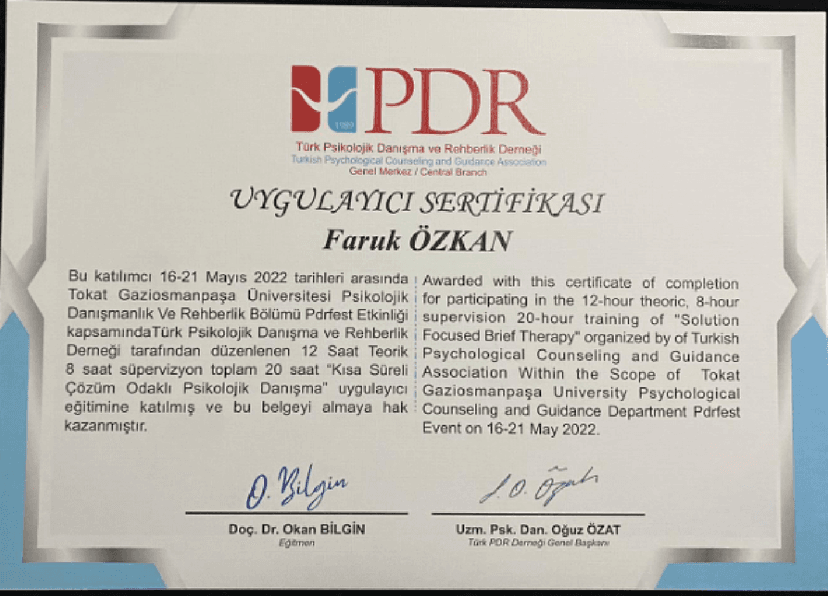 1989
PDR
Türk Psikolojik Danışma ve Rehberlik Derneği
Turkish Psychological Counseling and Guidance Association
Genel Merkez / Central Branch
UYGULAYICI SERTİFİKASI
Faruk ÖZKAN
Bu katılımcı 16-21 Mayıs 2022 tarihleri arasında
Tokat Gaziosmanpaşa Üniversitesi Psikolojik
Danışmanlık Ve Rehberlik Bölümü Pdrfest Etkinliği
kapsamındaTürk Psikolojik Danışma ve Rehberlik
Derneği tarafından düzenlenen 12 Saat Teorik
8 saat süpervizyon toplam 20 saat "Kısa Süreli
Çözüm Odaklı Psikolojik Danışma" uygulayıcı
eğitimine katılmış ve bu belgeyi almaya hak
kazanmıştır.
Awarded with this certificate of completion
for participating in the 12-hour theoric, 8-hour
supervision 20-hour training of "Solution
Focused Brief Therapy" organized by of Turkish
Psychological Counseling and Guidance
Association Within the Scope of Tokat
Gaziosmanpaşa University Psychological
Counseling and Guidance Department Pdrfest
Event on 16-21 May 2022.
O. Bilgin
Doç. Dr. Okan BİLGİN
Eğitmen
Uzm. Psk. Dan. Oğuz ÖZAT
Türk PDR Derneği Genel Başkanı